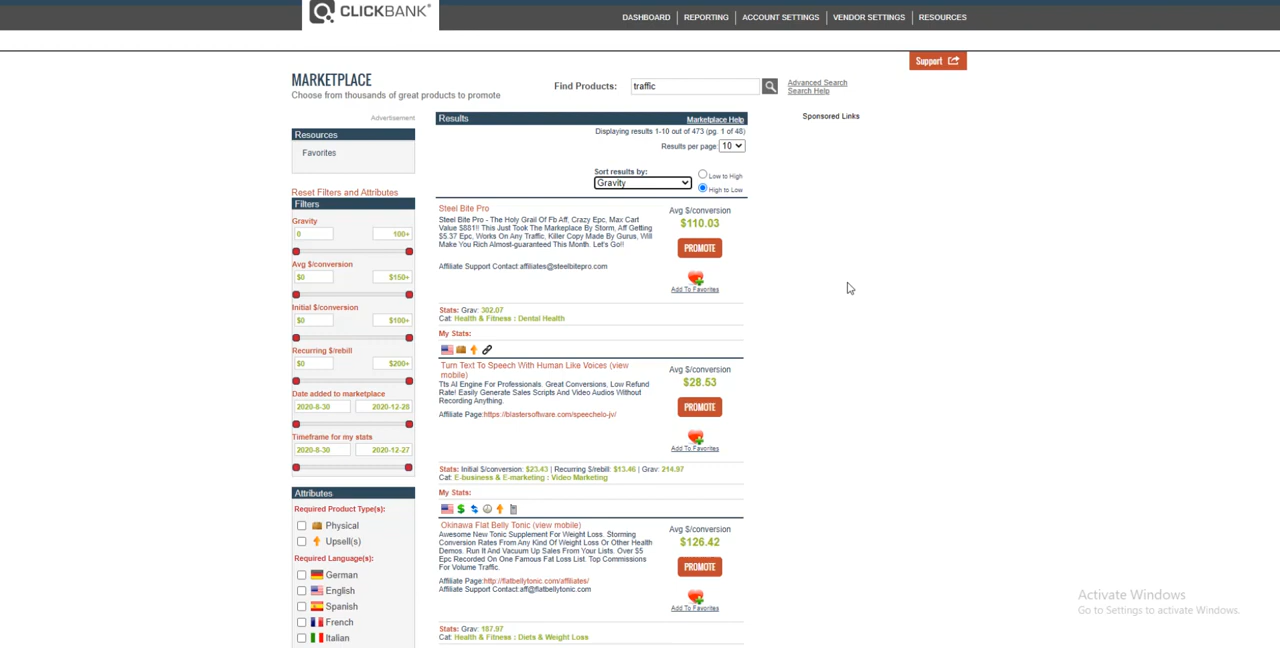 CLICKBANK®
DASHBOARD
REPORTING
ACCOUNT SETTINGS
VENDOR SETTINGS
RESOURCES
Support
MARKETPLACE
Choose from thousands of great products to promote
Find Products:
traffic
Advanced Search
Search Help
Advertisement
Resources
Favorites
Reset Filters and Attributes
Filters
Gravity
0
100+
Avg $/conversion
$0
$150+
Initial $/conversion
$0
$100+
Recurring $/rebill
$0
$200+
Date added to marketplace
2020-8-30
2020-12-28
Timeframe for my stats
2020-8-30
2020-12-27
Attributes
Required Product Type(s):
Physical
Upsell(s)
Required Language(s):
German
English
Spanish
French
Italian
Results
Marketplace Help
Displaying results 1-10 out of 473 (pg. 1 of 48)
Results per page 10
Sort results by:
Gravity
Low to High
High to Low
Steel Bite Pro
Steel Bite Pro - The Holy Grail Of Fb Aff, Crazy Epc, Max Cart
Value $881!! This Just Took The Marketplace By Storm, Aff Getting
$5.37 Epc, Works On Any Traffic, Killer Copy Made By Gurus, Will
Make You Rich Almost-guaranteed This Month. Let's Go!!
Affiliate Support Contact:affiliates@steelbitepro.com
Avg $/conversion
$110.03
PROMOTE
Add To Favorites
Stats: Grav: 302.07
Cat: Health & Fitness : Dental Health
My Stats:
Turn Text To Speech With Human Like Voices (view
mobile)
Tts AI Engine For Professionals. Great Conversions, Low Refund
Rate! Easily Generate Sales Scripts And Video Audios Without
Recording Anything.
Affiliate Page:https://blastersoftware.com/speechelo-jv/
Avg $/conversion
$28.53
PROMOTE
Add To Favorites
Stats: Initial $/conversion: $23.43 | Recurring $/rebill: $13.46 | Grav: 214.97
Cat: E-business & E-marketing : Video Marketing
My Stats:
Okinawa Flat Belly Tonic (view mobile)
Awesome New Tonic Supplement For Weight Loss. Storming
Conversion Rates From Any Kind Of Weight Loss Or Other Health
Demos. Run It And Vacuum Up Sales From Your Lists. Over $5
Epc Recorded On One Famous Fat Loss List. Top Commissions
For Volume Traffic.
Affiliate Page:http://flatbellytonic.com/affiliates/
Affiliate Support Contact:aff@flatbellytonic.com
Avg $/conversion
$126.42
PROMOTE
Add To Favorites
Stats: Grav: 187.97
Cat: Health & Fitness : Diets & Weight Loss
Sponsored Links
Activate Windows
Go to Settings to activate Windows.